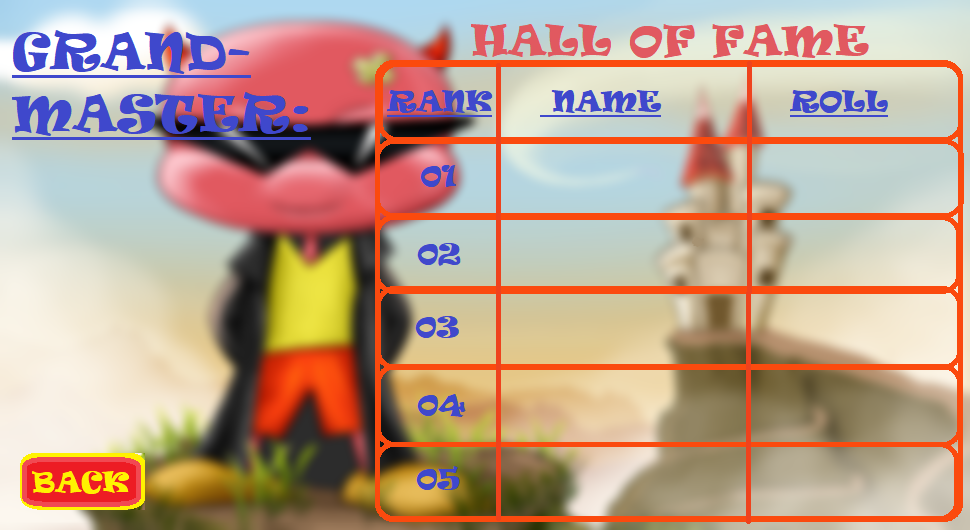 GRAND-
MASTER:
HALL OF FAME
RANK NAME ROLL
01
02
03
04
05
BACK